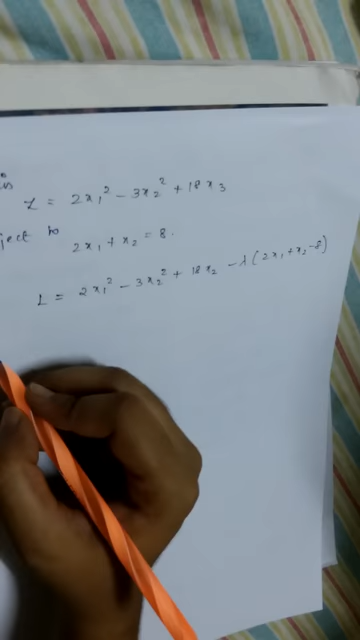 Z = 2x₁² - 3x₂² + 18x₃
ject to
2x₁ + x₂ = 8.
L = 2x₁² - 3x₂² + 18x₂ - λ(2x₁ + x₂ - 8)